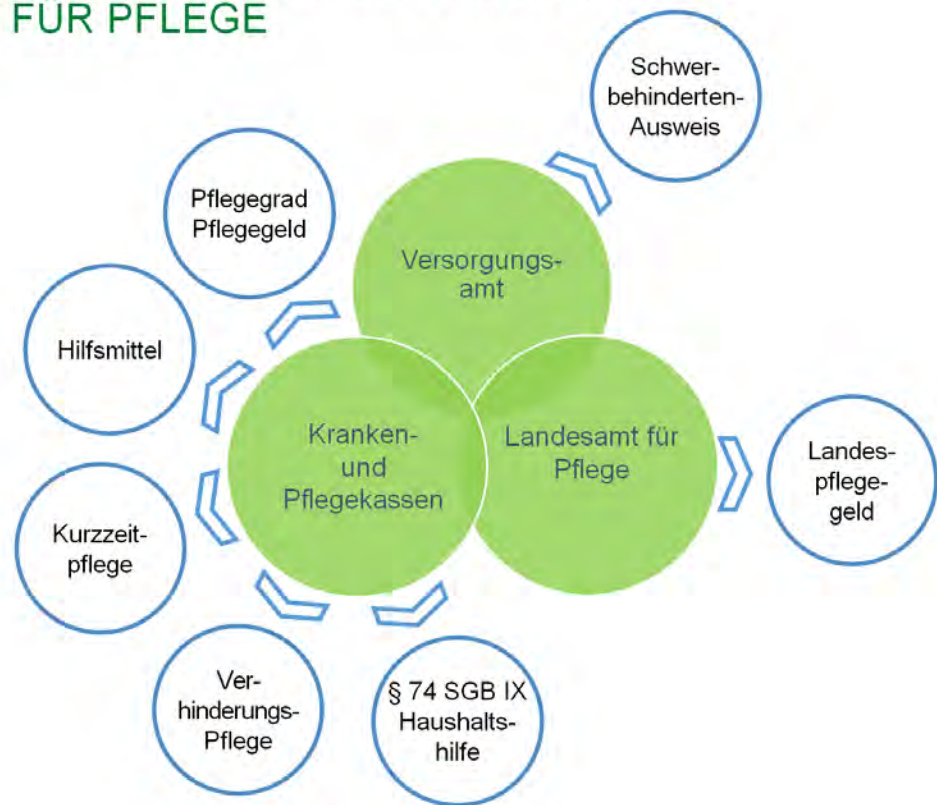 FÜR PFLEGE
Schwer-
behinderten-
Ausweis
Pflegegrad
Pflegegeld
Versorgungs-
amt
Hilfsmittel
Kranken-
und
Pflegekassen
Landesamt für
Pflege
Landes-
pflege-
geld
Kurzzeit-
pflege
Ver-
hinderungs-
Pflege
§ 74 SGB IX
Haushalts-
hilfe